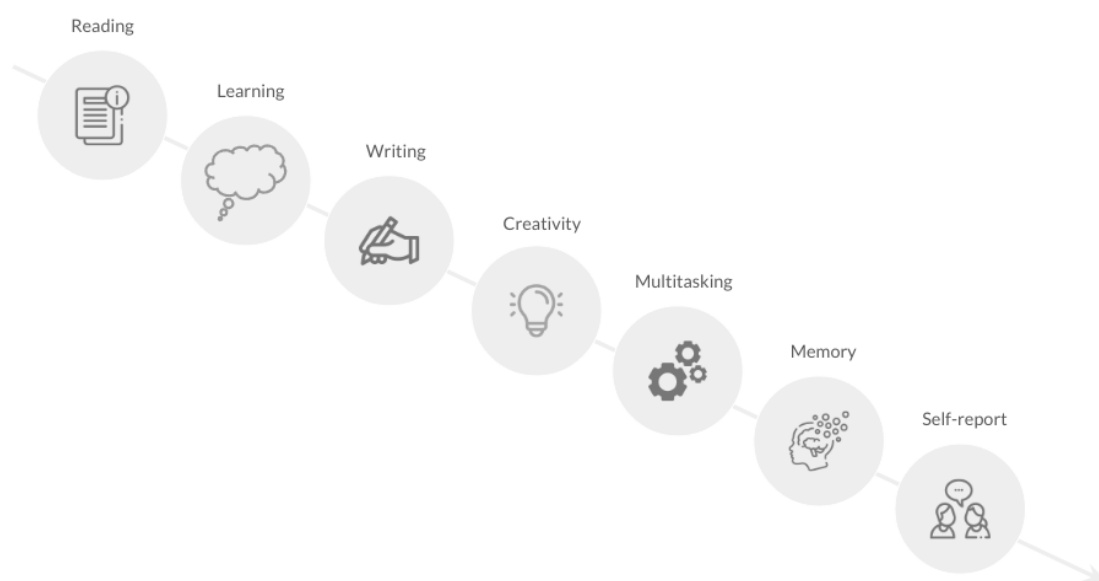 Reading
Learning
Writing
Creativity
Multitasking
Memory
Self-report